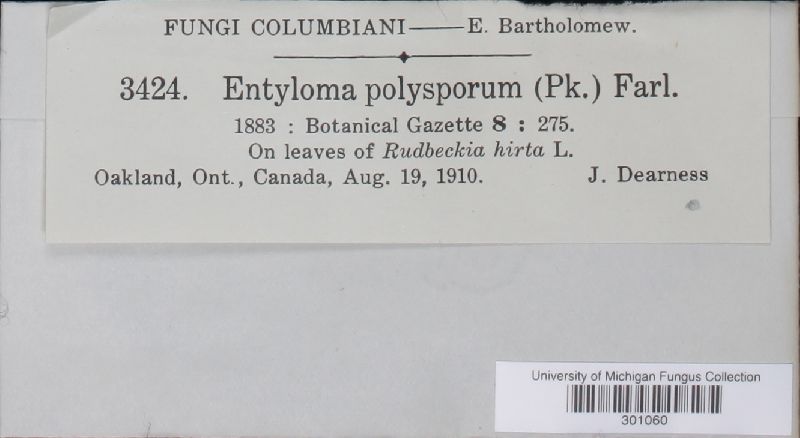 FUNGI COLUMBIANI——E. Bartholomew.
3424. Entyloma polysporum (Pk.) Farl.
1883 : Botanical Gazette 8 : 275.
On leaves of Rudbeckia hirta L.
Oakland, Ont., Canada, Aug. 19, 1910. J. Dearness
University of Michigan Fungus Collection
301060